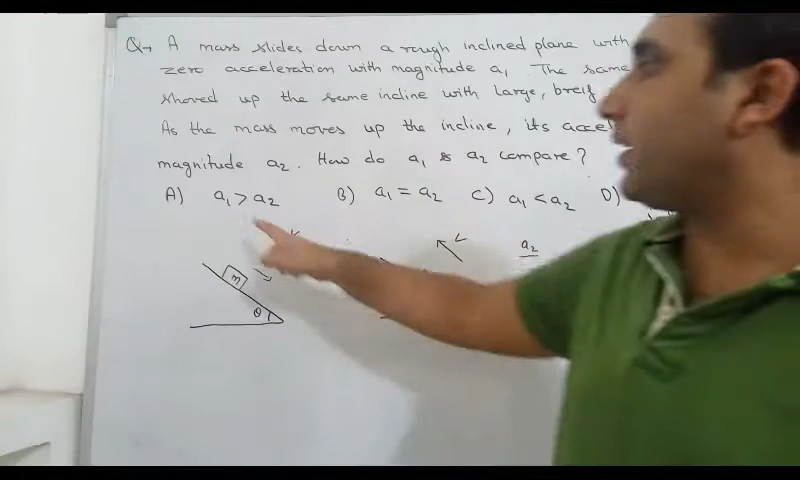 Q→ A mass slides down a rough inclined plane with
zero acceleration with magnitude a1. The same
shoved up the same incline with large, breif
As the mass moves up the incline, its accel
magnitude a2. How do a1 & a2 compare?
A) a1 > a2 B) a1 = a2 C) a1 < a2 D)
a2
m
θ